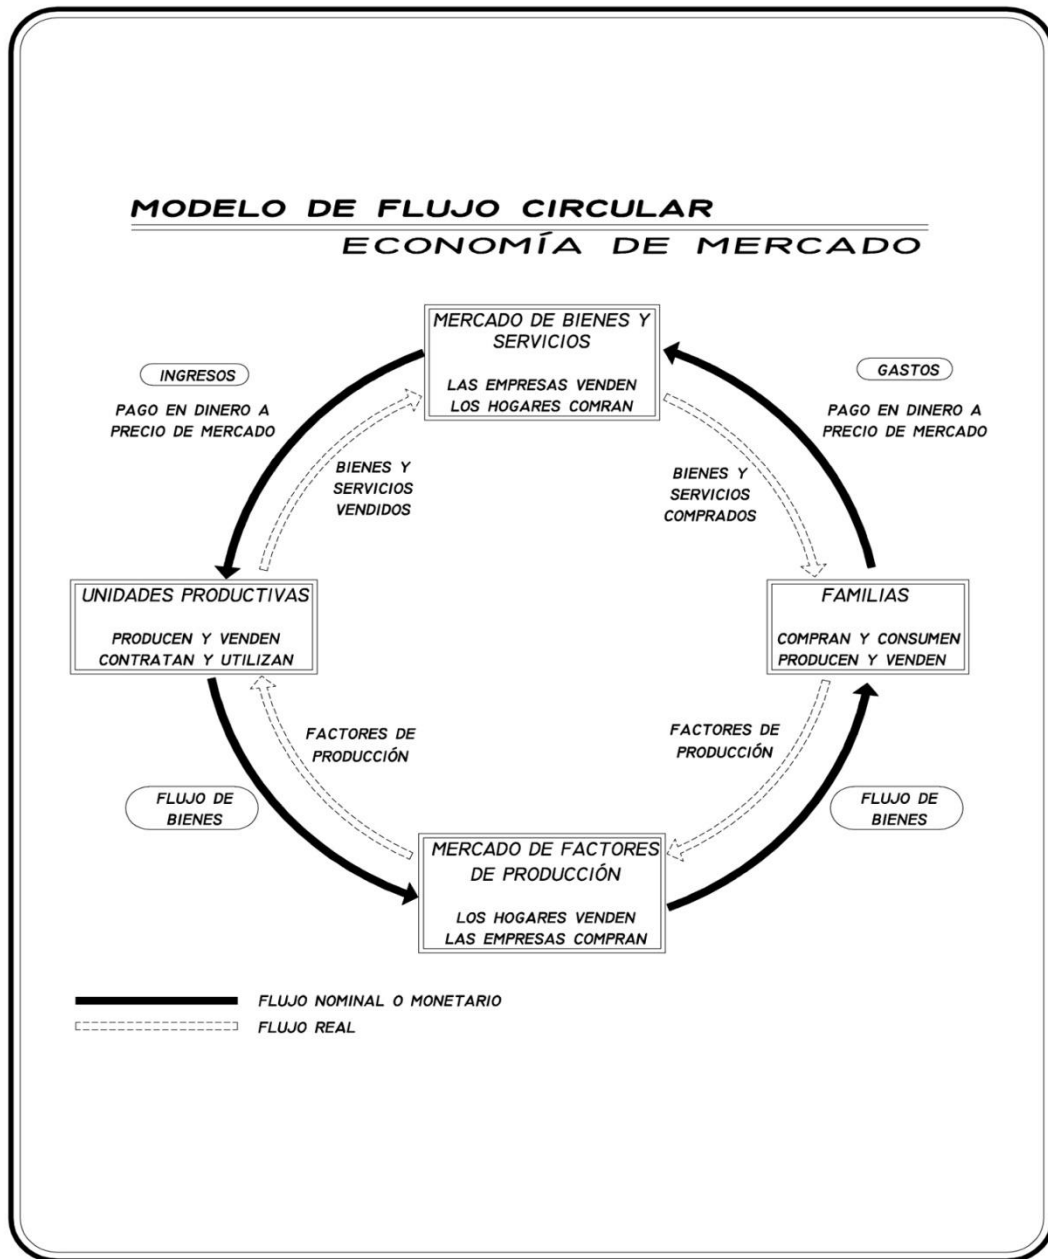 MODELO DE FLUJO CIRCULAR
ECONOMÍA DE MERCADO
MERCADO DE BIENES Y
SERVICIOS
LAS EMPRESAS VENDEN
LOS HOGARES COMRAN
INGRESOS
PAGO EN DINERO A
PRECIO DE MERCADO
GASTOS
PAGO EN DINERO A
PRECIO DE MERCADO
BIENES Y
SERVICIOS
VENDIDOS
BIENES Y
SERVICIOS
COMPRADOS
UNIDADES PRODUCTIVAS
PRODUCEN Y VENDEN
CONTRATAN Y UTILIZAN
FAMILIAS
COMPRAN Y CONSUMEN
PRODUCEN Y VENDEN
FACTORES DE
PRODUCCIÓN
FACTORES DE
PRODUCCIÓN
FLUJO DE
BIENES
FLUJO DE
BIENES
MERCADO DE FACTORES
DE PRODUCCIÓN
LOS HOGARES VENDEN
LAS EMPRESAS COMPRAN
FLUJO NOMINAL O MONETARIO
FLUJO REAL